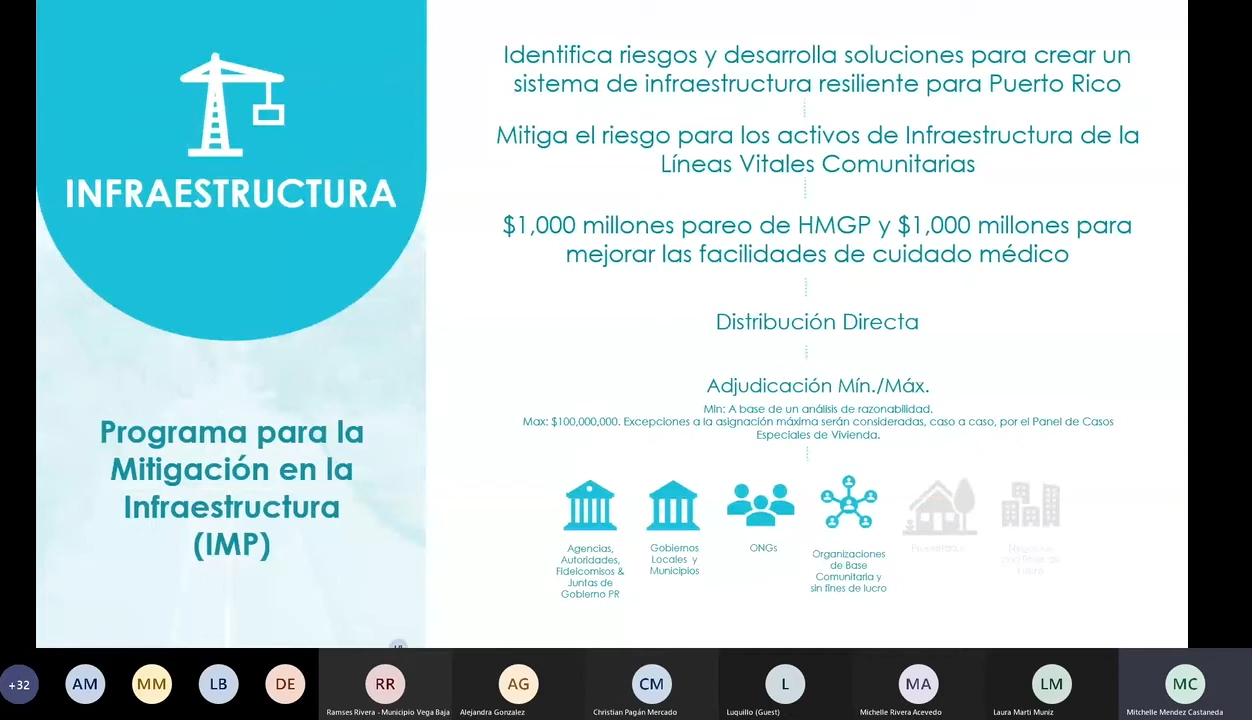 INFRAESTRUCTURA
Programa para la
Mitigación en la
Infraestructura
(IMP)
Identifica riesgos y desarrolla soluciones para crear un
sistema de infraestructura resiliente para Puerto Rico
Mitiga el riesgo para los activos de Infraestructura de la
Líneas Vitales Comunitarias
$1,000 millones pareo de HMGP y $1,000 millones para
mejorar las facilidades de cuidado médico
Distribución Directa
Adjudicación Mín./Máx.
Min: A base de un análisis de razonabilidad.
Max: $100,000,000. Excepciones a la asignación máxima serán consideradas, caso a caso, por el Panel de Casos
Especiales de Vivienda.
Agencias,
Autoridades,
Fideicomisos &
Juntas de
Gobierno PR
Gobiernos
Locales y
Municipios
ONGs
Organizaciones
de Base
Comunitaria y
sin fines de lucro
+32
AM
MM
LB
DE
RR
Ramses Rivera - Municipio Vega Baja
AG
Alejandra Gonzalez
CM
Christian Pagán Mercado
L
Luquillo (Guest)
MA
Michelle Rivera Acevedo
LM
Laura Marti Muniz
MC
Mitchelle Mendez Castaneda